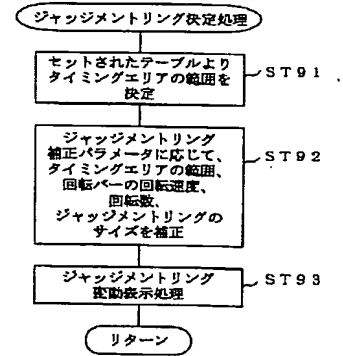 ジャッジメントリング決定処理
セットされたテーブルより
タイミングエリアの範囲を
決定
ST91
ジャッジメントリング
補正パラメータに応じて、
タイミングエリアの範囲、
回転バーの回転速度、
回転数、
ジャッジメントリングの
サイズを補正
ST92
ジャッジメントリング
変動表示処理
ST93
リターン